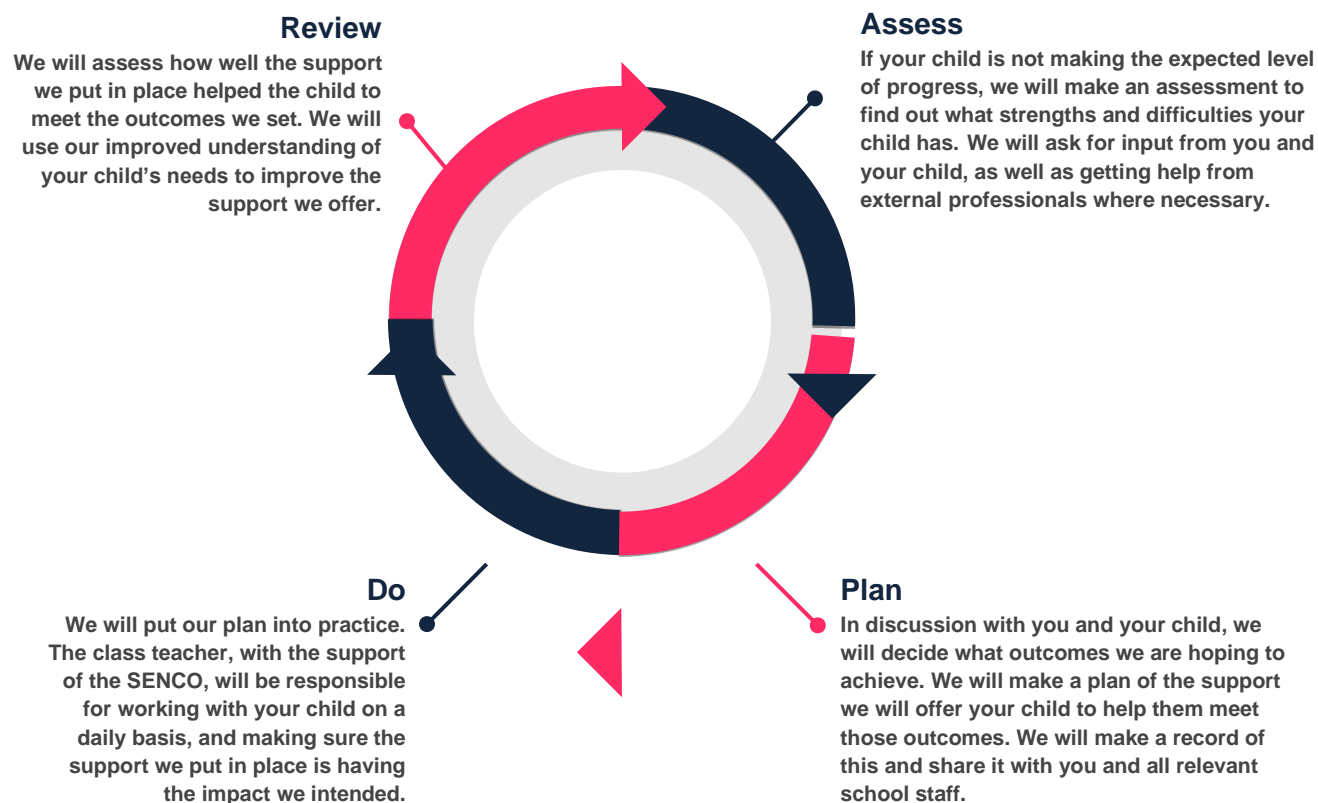 Review
We will assess how well the support
we put in place helped the child to
meet the outcomes we set. We will
use our improved understanding of
your child’s needs to improve the
support we offer.
Assess
If your child is not making the expected level
of progress, we will make an assessment to
find out what strengths and difficulties your
child has. We will ask for input from you and
your child, as well as getting help from
external professionals where necessary.
Do
We will put our plan into practice.
The class teacher, with the support
of the SENCO, will be responsible
for working with your child on a
daily basis, and making sure the
support we put in place is having
the impact we intended.
Plan
In discussion with you and your child, we
will decide what outcomes we are hoping to
achieve. We will make a plan of the support
we will offer your child to help them meet
those outcomes. We will make a record of
this and share it with you and all relevant
school staff.